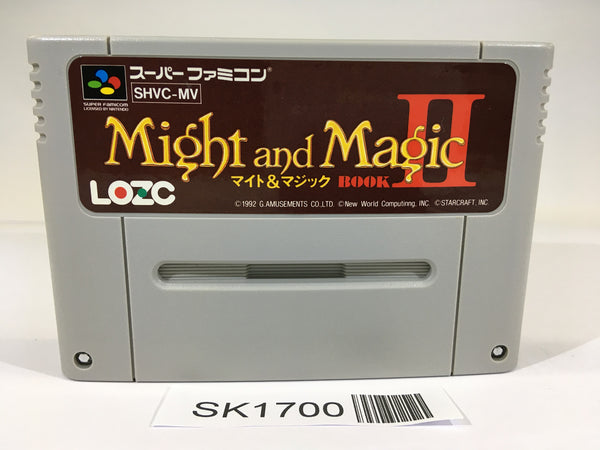 スーパーファミコン®
SHVC-MV
SUPER FAMICOM
LICENSED BY NINTENDO
Might and Magic
マイト&マジック BOOK II
LOZC
©1992 G.AMUSEMENTS CO.,LTD. ©New World Computinng, INC. ©STARCRAFT, INC.
SK1700